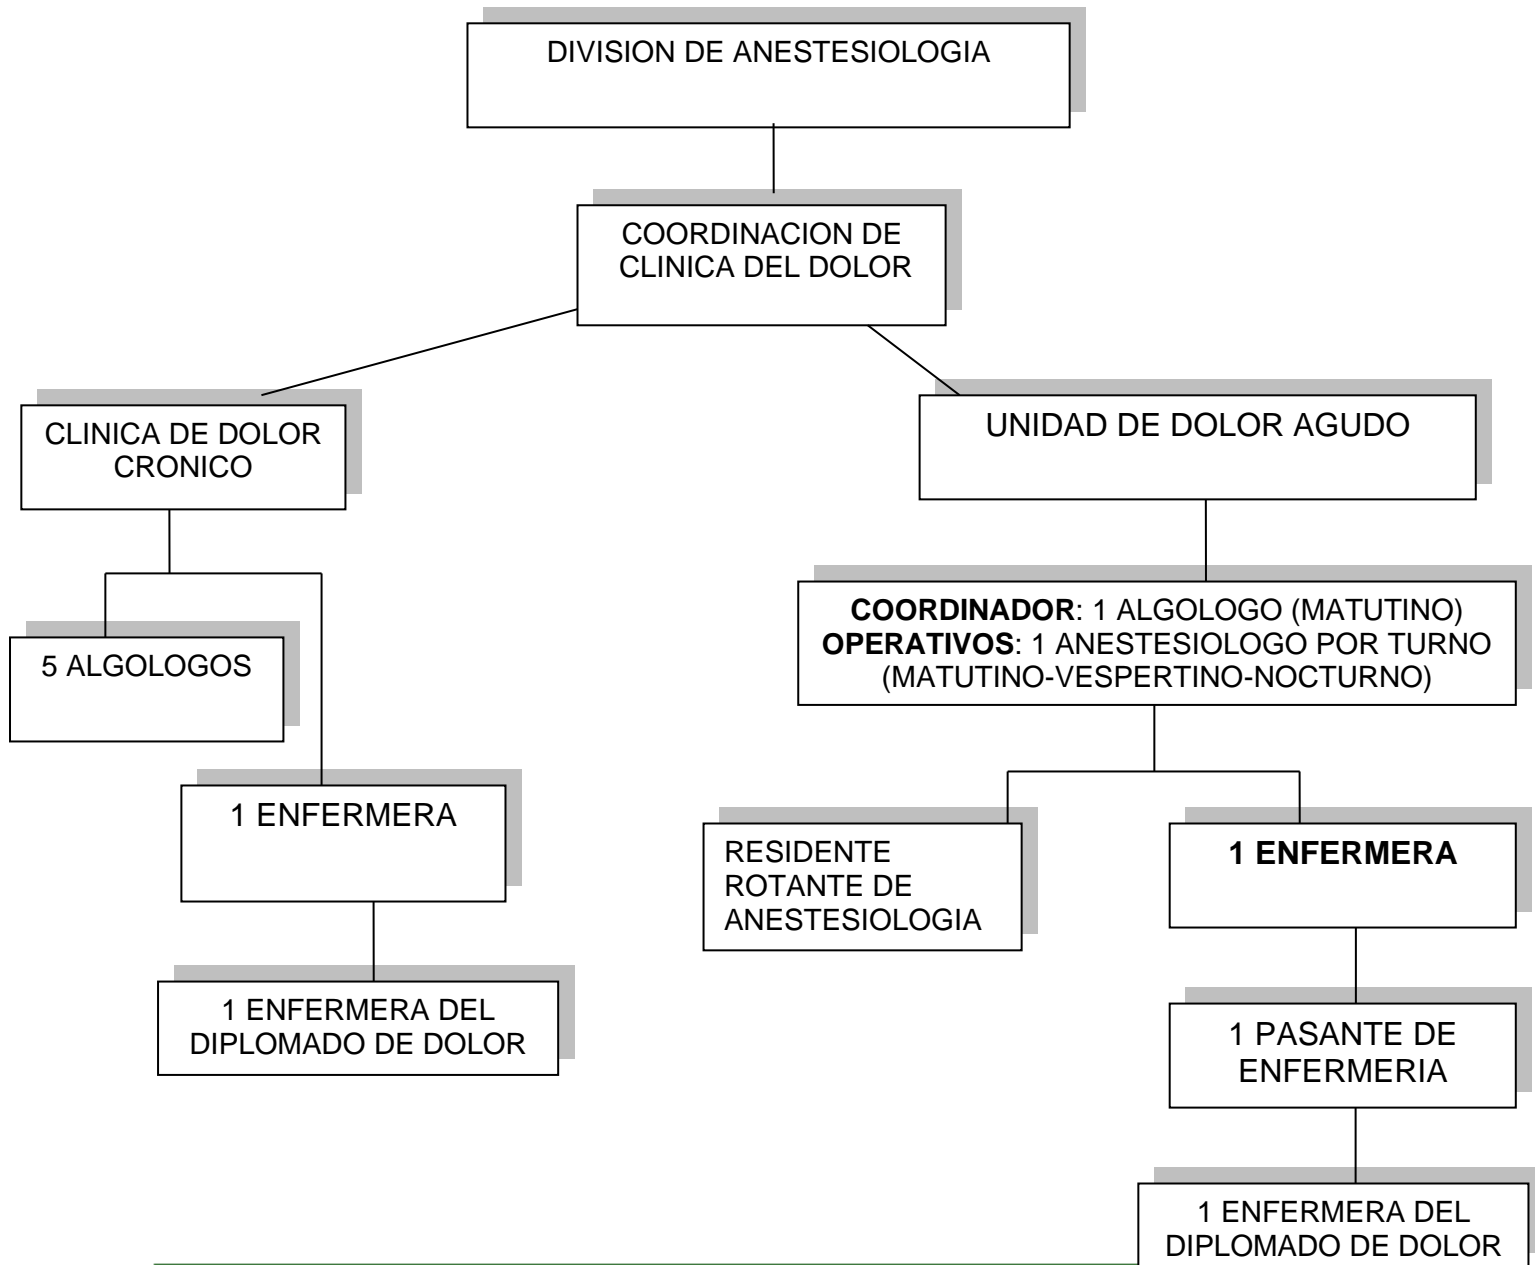 DIVISION DE ANESTESIOLOGIA
COORDINACION DE
CLINICA DEL DOLOR
CLINICA DE DOLOR
CRONICO
UNIDAD DE DOLOR AGUDO
5 ALGOLOGOS
COORDINADOR: 1 ALGOLOGO (MATUTINO)
OPERATIVOS: 1 ANESTESIOLOGO POR TURNO
(MATUTINO-VESPERTINO-NOCTURNO)
1 ENFERMERA
1 ENFERMERA DEL
DIPLOMADO DE DOLOR
RESIDENTE
ROTANTE DE
ANESTESIOLOGIA
1 ENFERMERA
1 PASANTE DE
ENFERMERIA
1 ENFERMERA DEL
DIPLOMADO DE DOLOR